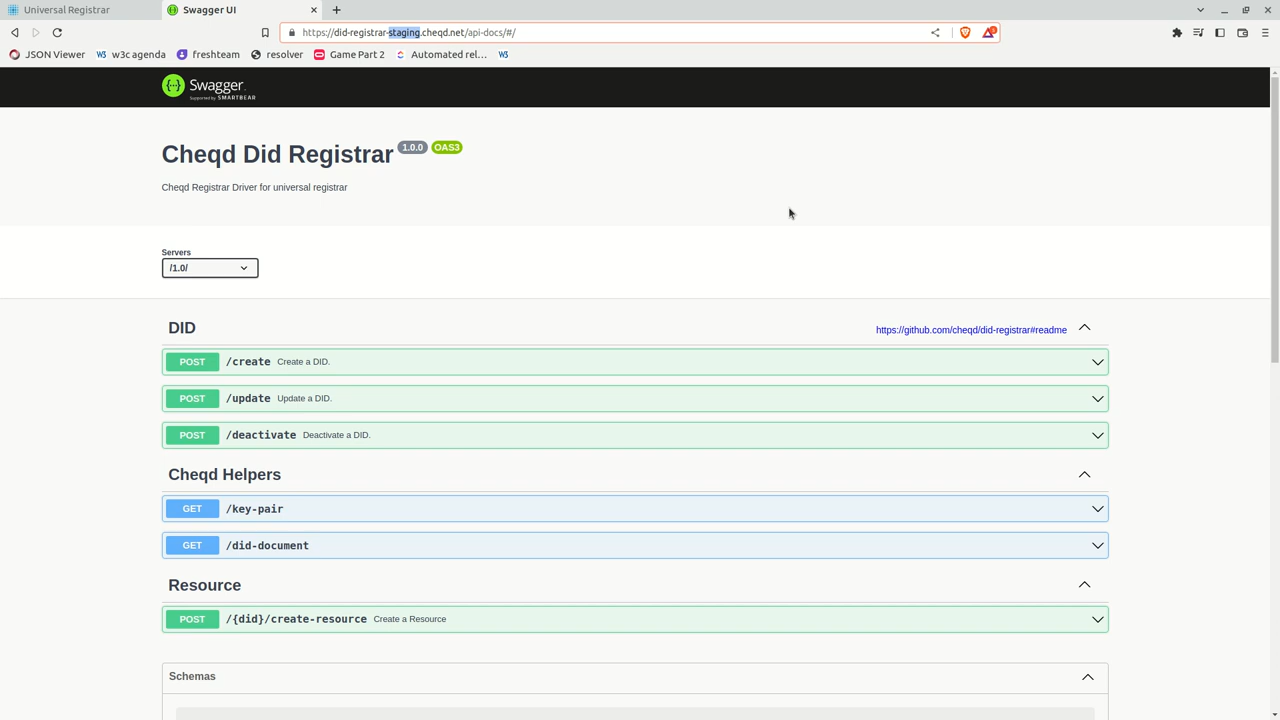 Universal Registrar
Swagger UI
https://did-registrar-staging.cheqd.net/api-docs/#/
JSON Viewer
w3c agenda
freshteam
resolver
Game Part 2
Automated rel...
Swagger
Supported by SMARTBEAR
Cheqd Did Registrar 1.0.0 OAS3
Cheqd Registrar Driver for universal registrar
Servers
/1.0/
DID
https://github.com/cheqd/did-registrar#readme
POST /create Create a DID.
POST /update Update a DID.
POST /deactivate Deactivate a DID.
Cheqd Helpers
GET /key-pair
GET /did-document
Resource
POST /{did}/create-resource Create a Resource
Schemas